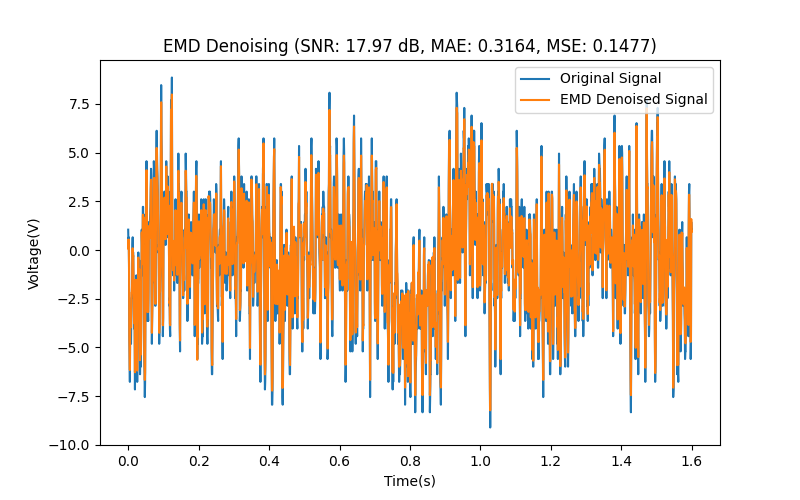 EMD Denoising (SNR: 17.97 dB, MAE: 0.3164, MSE: 0.1477)
Original Signal
EMD Denoised Signal
7.5
5.0
2.5
0.0
−2.5
−5.0
−7.5
−10.0
Voltage(V)
0.0 0.2 0.4 0.6 0.8 1.0 1.2 1.4 1.6
Time(s)